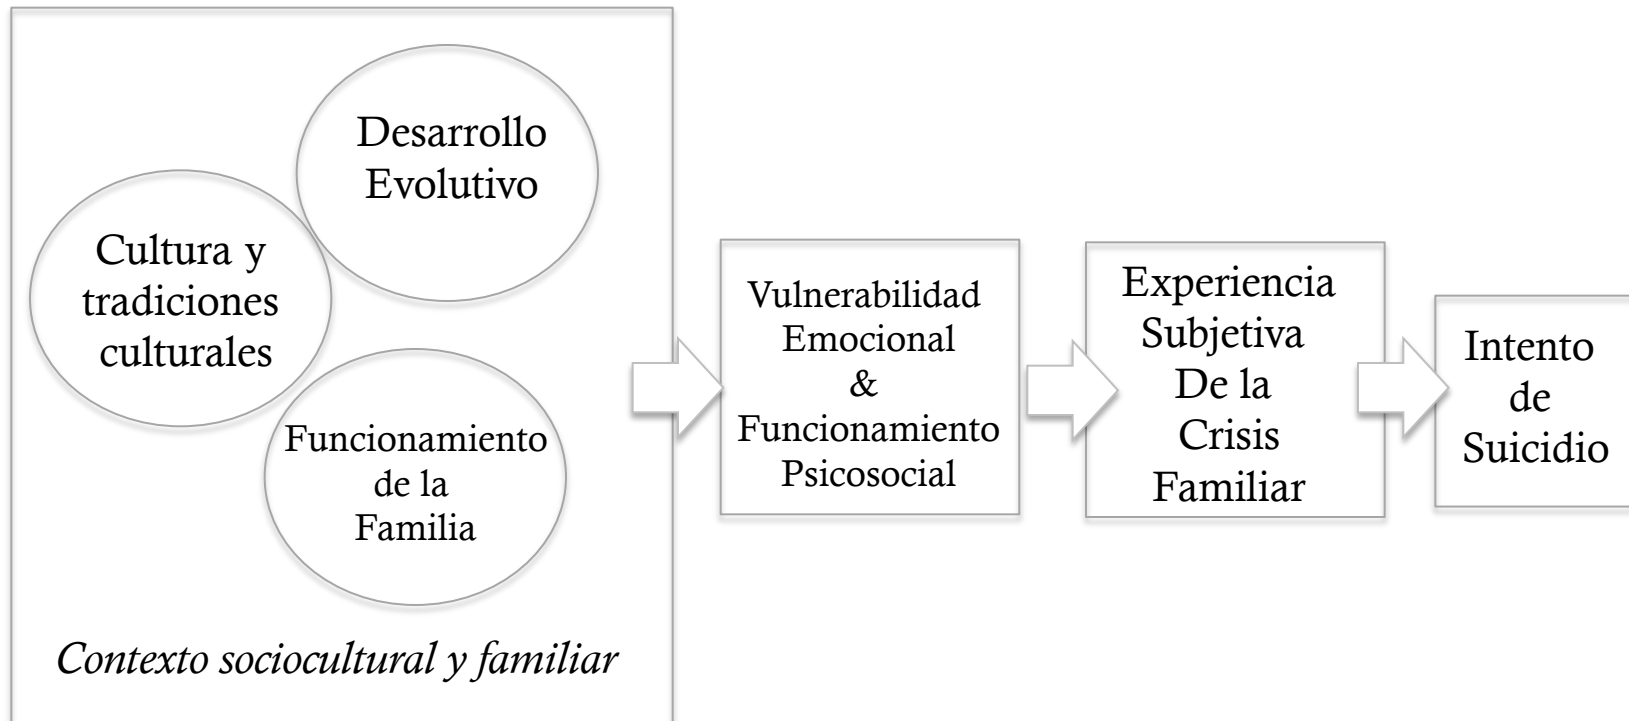 Desarrollo
Evolutivo
Cultura y
tradiciones
culturales
Funcionamiento
de la
Familia
Contexto sociocultural y familiar
Vulnerabilidad
Emocional
&
Funcionamiento
Psicosocial
Experiencia
Subjetiva
De la
Crisis
Familiar
Intento
de
Suicidio